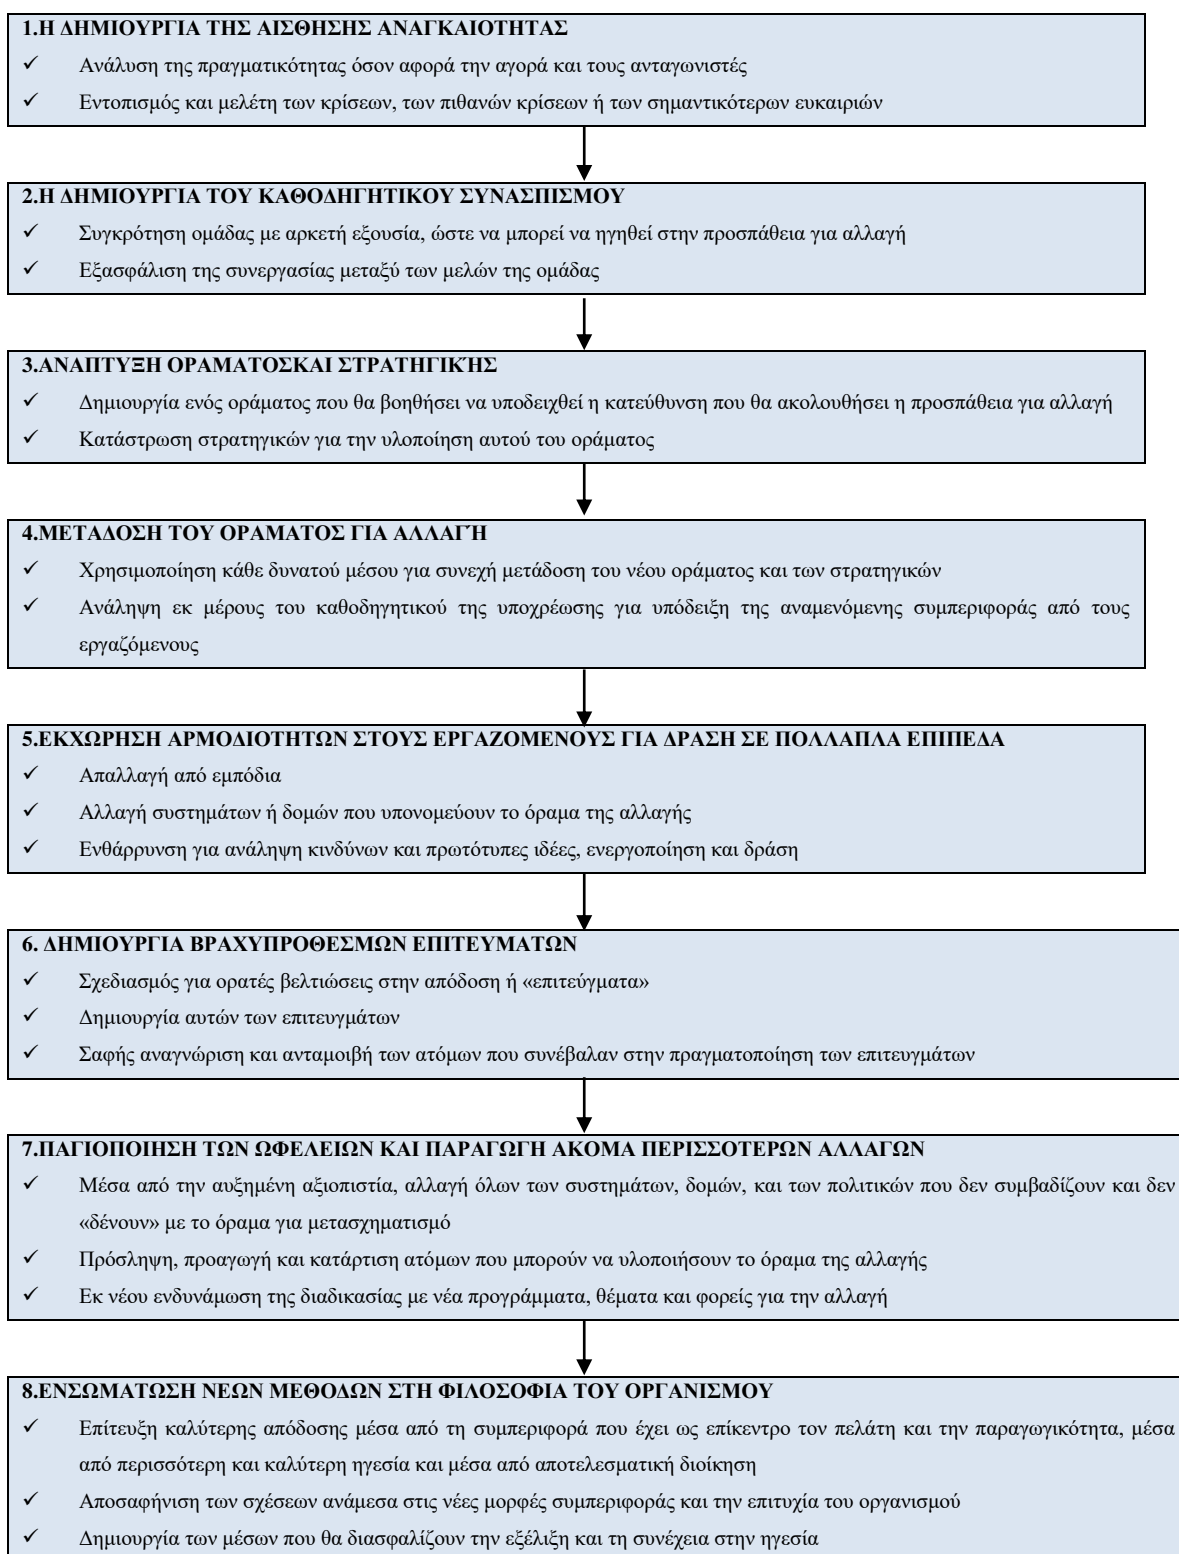 1.Η ΔΗΜΙΟΥΡΓΙΑ ΤΗΣ ΑΙΣΘΗΣΗΣ ΑΝΑΓΚΑΙΟΤΗΤΑΣ
✓ Ανάλυση της πραγματικότητας όσον αφορά την αγορά και τους ανταγωνιστές
✓ Εντοπισμός και μελέτη των κρίσεων, των πιθανών κρίσεων ή των σημαντικότερων ευκαιριών
2.Η ΔΗΜΙΟΥΡΓΙΑ ΤΟΥ ΚΑΘΟΔΗΓΗΤΙΚΟΥ ΣΥΝΑΣΠΙΣΜΟΥ
✓ Συγκρότηση ομάδας με αρκετή εξουσία, ώστε να μπορεί να ηγηθεί στην προσπάθεια για αλλαγή
✓ Εξασφάλιση της συνεργασίας μεταξύ των μελών της ομάδας
3.ΑΝΑΠΤΥΞΗ ΟΡΑΜΑΤΟΣΚΑΙ ΣΤΡΑΤΗΓΙΚΉΣ
✓ Δημιουργία ενός οράματος που θα βοηθήσει να υποδειχθεί η κατεύθυνση που θα ακολουθήσει η προσπάθεια για αλλαγή
✓ Κατάστρωση στρατηγικών για την υλοποίηση αυτού του οράματος
4.ΜΕΤΑΔΟΣΗ ΤΟΥ ΟΡΑΜΑΤΟΣ ΓΙΑ ΑΛΛΑΓΉ
✓ Χρησιμοποίηση κάθε δυνατού μέσου για συνεχή μετάδοση του νέου οράματος και των στρατηγικών
✓ Ανάληψη εκ μέρους του καθοδηγητικού της υποχρέωσης για υπόδειξη της αναμενόμενης συμπεριφοράς από τους
εργαζόμενους
5.ΕΚΧΩΡΗΣΗ ΑΡΜΟΔΙΟΤΗΤΩΝ ΣΤΟΥΣ ΕΡΓΑΖΟΜΕΝΟΥΣ ΓΙΑ ΔΡΑΣΗ ΣΕ ΠΟΛΛΑΠΛΑ ΕΠΙΠΕΔΑ
✓ Απαλλαγή από εμπόδια
✓ Αλλαγή συστημάτων ή δομών που υπονομεύουν το όραμα της αλλαγής
✓ Ενθάρρυνση για ανάληψη κινδύνων και πρωτότυπες ιδέες, ενεργοποίηση και δράση
6. ΔΗΜΙΟΥΡΓΙΑ ΒΡΑΧΥΠΡΟΘΕΣΜΩΝ ΕΠΙΤΕΥΜΑΤΩΝ
✓ Σχεδιασμός για ορατές βελτιώσεις στην απόδοση ή «επιτεύγματα»
✓ Δημιουργία αυτών των επιτευγμάτων
✓ Σαφής αναγνώριση και ανταμοιβή των ατόμων που συνέβαλαν στην πραγματοποίηση των επιτευγμάτων
7.ΠΑΓΙΟΠΟΙΗΣΗ ΤΩΝ ΩΦΕΛΕΙΩΝ ΚΑΙ ΠΑΡΑΓΩΓΗ ΑΚΟΜΑ ΠΕΡΙΣΣΟΤΕΡΩΝ ΑΛΛΑΓΩΝ
✓ Μέσα από την αυξημένη αξιοπιστία, αλλαγή όλων των συστημάτων, δομών, και των πολιτικών που δεν συμβαδίζουν και δεν
«δένουν» με το όραμα για μετασχηματισμό
✓ Πρόσληψη, προαγωγή και κατάρτιση ατόμων που μπορούν να υλοποιήσουν το όραμα της αλλαγής
✓ Εκ νέου ενδυνάμωση της διαδικασίας με νέα προγράμματα, θέματα και φορείς για την αλλαγή
8.ΕΝΣΩΜΑΤΩΣΗ ΝΕΩΝ ΜΕΘΟΔΩΝ ΣΤΗ ΦΙΛΟΣΟΦΙΑ ΤΟΥ ΟΡΓΑΝΙΣΜΟΥ
✓ Επίτευξη καλύτερης απόδοσης μέσα από τη συμπεριφορά που έχει ως επίκεντρο τον πελάτη και την παραγωγικότητα, μέσα
από περισσότερη και καλύτερη ηγεσία και μέσα από αποτελεσματική διοίκηση
✓ Αποσαφήνιση των σχέσεων ανάμεσα στις νέες μορφές συμπεριφοράς και την επιτυχία του οργανισμού
✓ Δημιουργία των μέσων που θα διασφαλίζουν την εξέλιξη και τη συνέχεια στην ηγεσία